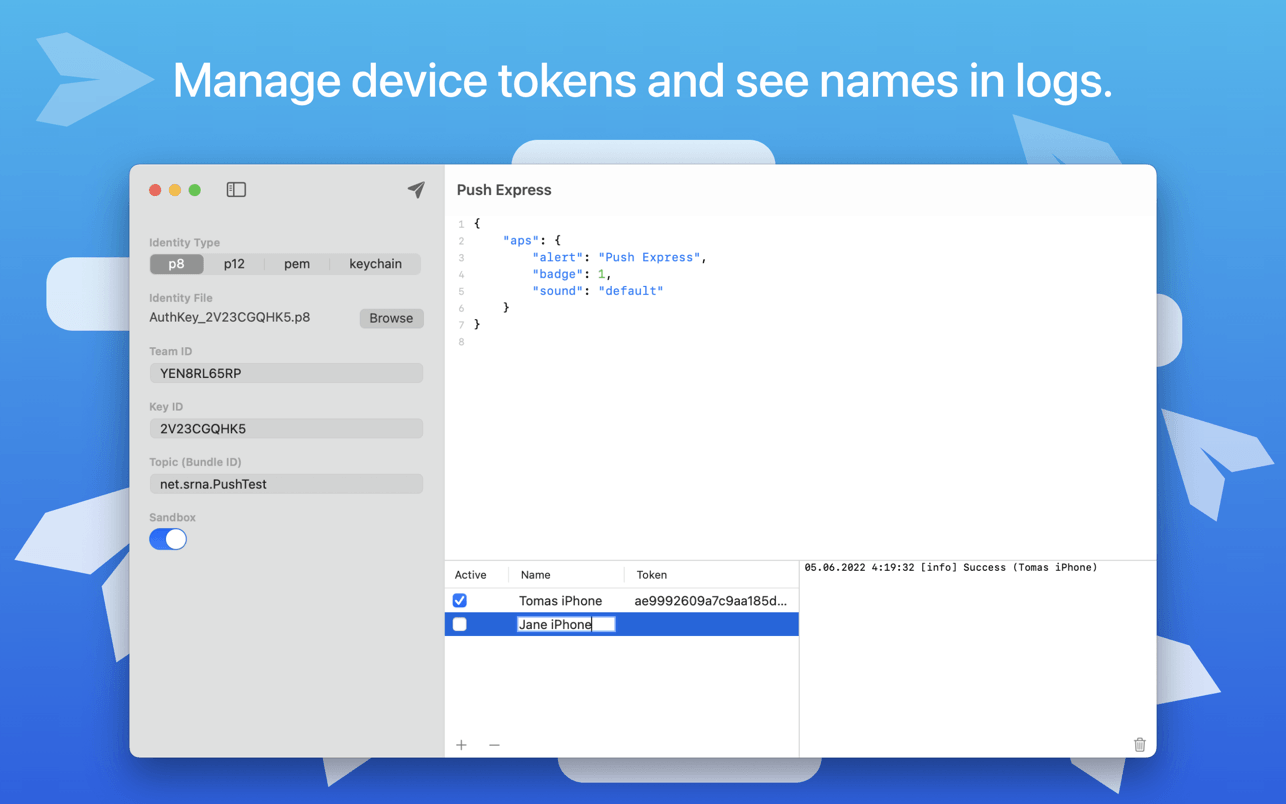 Manage device tokens and see names in logs.
Push Express
Identity Type
p8 p12 pem keychain
Identity File
AuthKey_2V23CGQHK5.p8 Browse
Team ID
YEN8RL65RP
Key ID
2V23CGQHK5
Topic (Bundle ID)
net.srna.PushTest
Sandbox
1 {
2 "aps": {
3 "alert": "Push Express",
4 "badge": 1,
5 "sound": "default"
6 }
7 }
8
Active Name Token
Tomas iPhone ae9992609a7c9aa185d...
Jane iPhone
05.06.2022 4:19:32 [info] Success (Tomas iPhone)